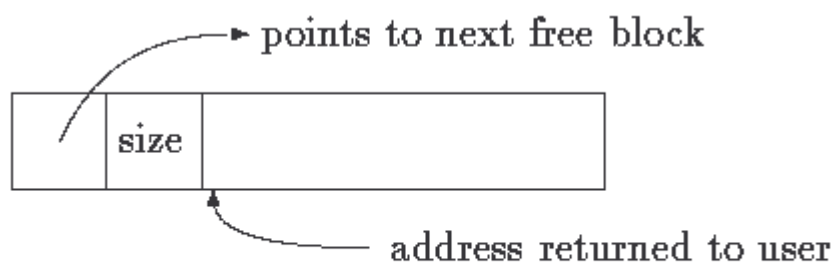 points to next free block
size
address returned to user